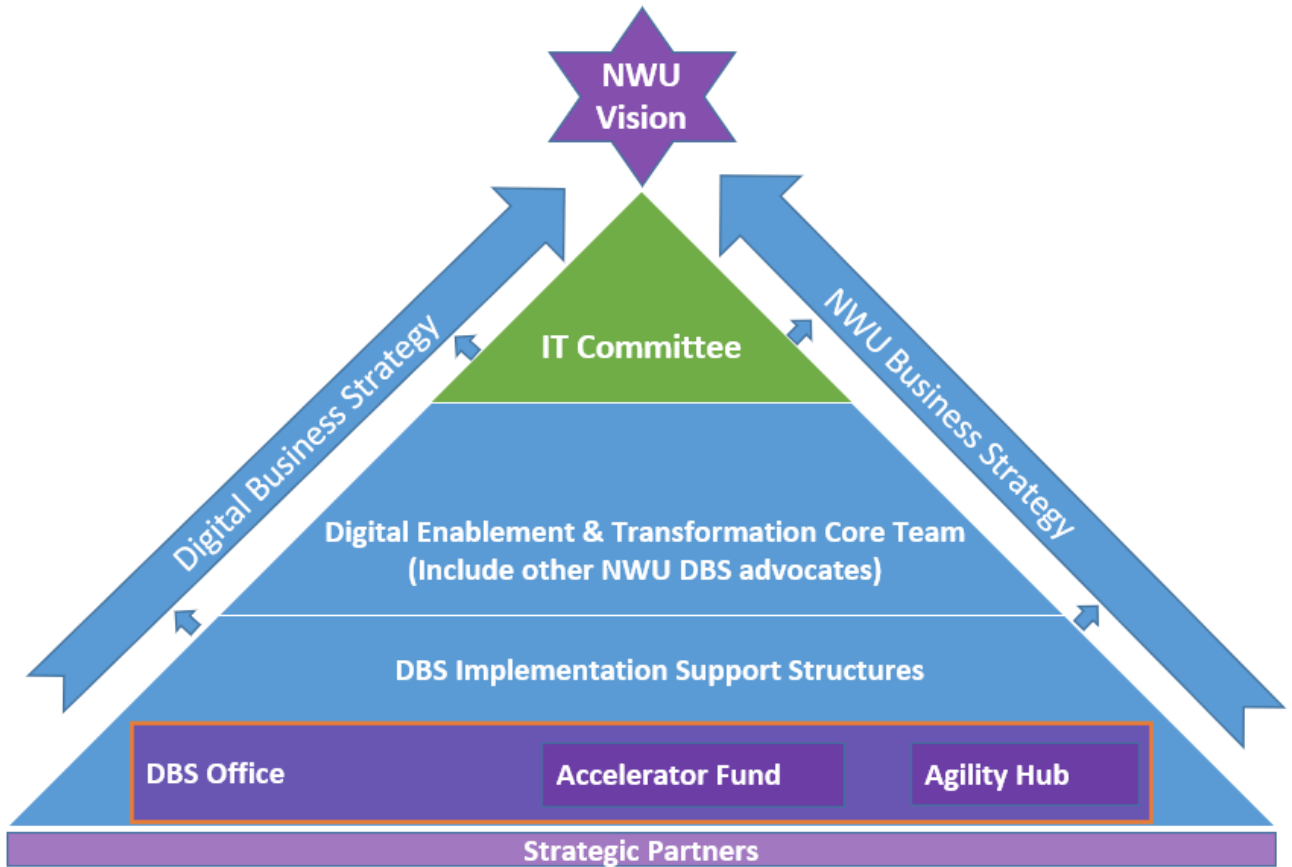 NWU
Vision
Digital Business Strategy
NWU Business Strategy
IT Committee
Digital Enablement & Transformation Core Team
(Include other NWU DBS advocates)
DBS Implementation Support Structures
DBS Office
Accelerator Fund
Agility Hub
Strategic Partners